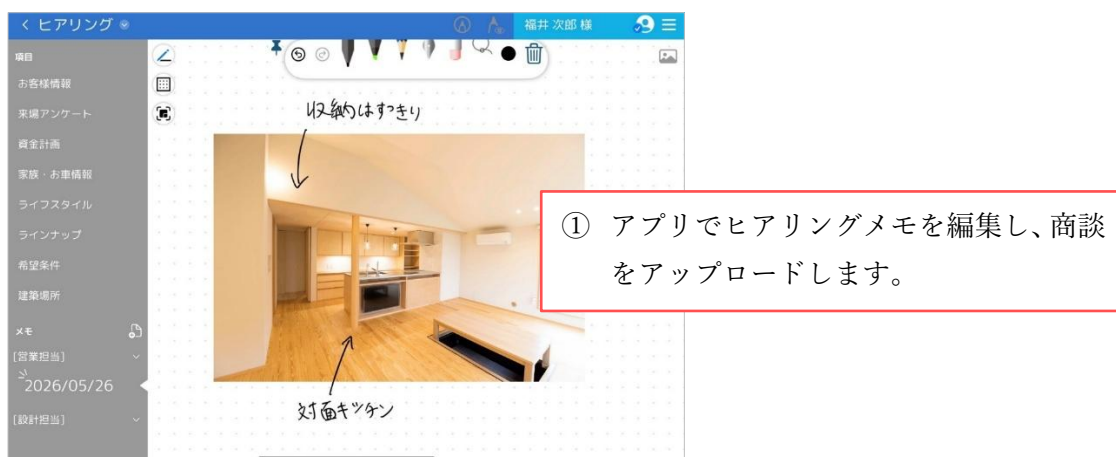 く ヒアリング
福井 次郎 様
項目
お客様情報
来場アンケート
資金計画
家族・お車情報
ライフスタイル
ラインナップ
希望条件
建築場所
メモ
[営業担当]
2026/05/26
[設計担当]
収納はすっきり
対面キッチン
① アプリでヒアリングメモを編集し、商談
をアップロードします。